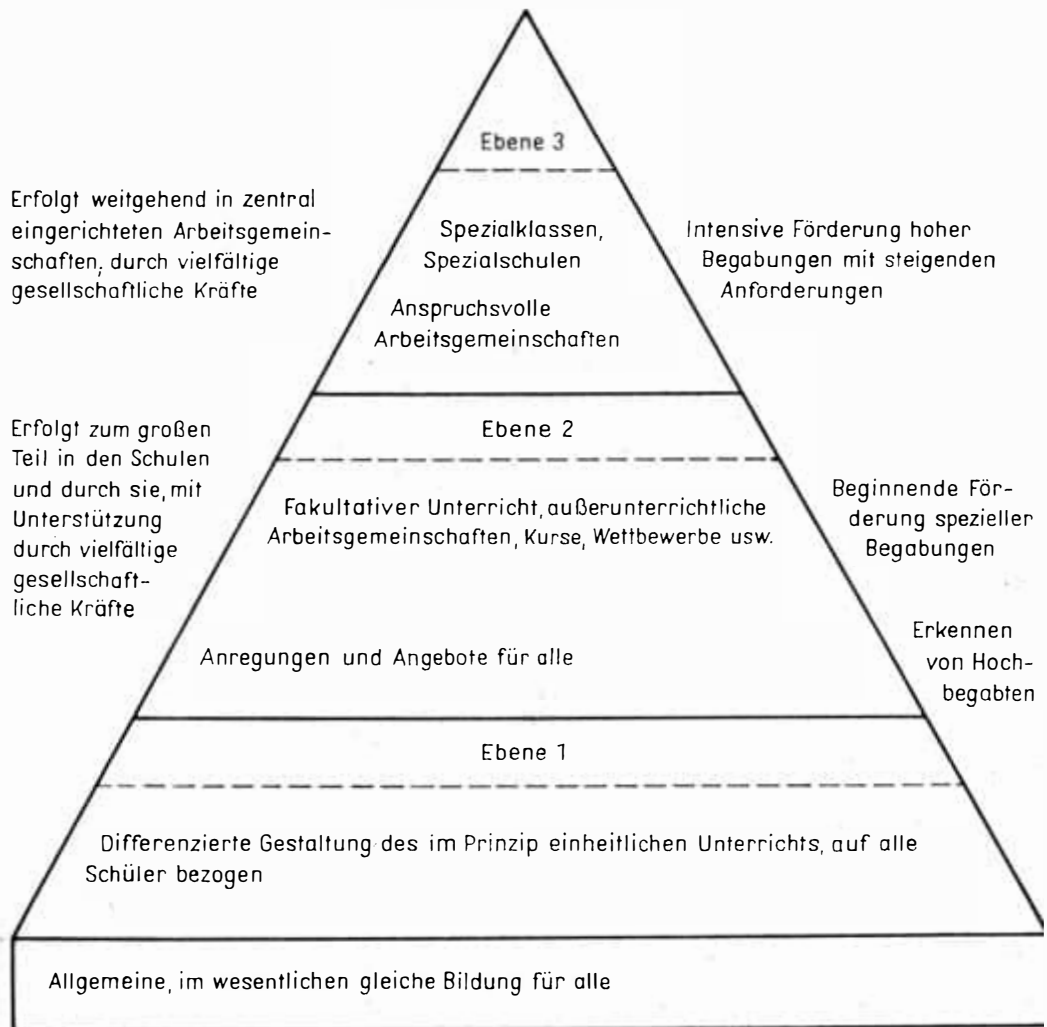 Ebene 3
Erfolgt weitgehend in zentral
eingerichteten Arbeitsgemein-
schaften, durch vielfältige
gesellschaftliche Kräfte
Spezialklassen,
Spezialschulen
Anspruchsvolle
Arbeitsgemeinschaften
Intensive Förderung hoher
Begabungen mit steigenden
Anforderungen
Ebene 2
Erfolgt zum großen
Teil in den Schulen
und durch sie, mit
Unterstützung
durch vielfältige
gesellschaft-
liche Kräfte
Fakultativer Unterricht, außerunterrichtliche
Arbeitsgemeinschaften, Kurse, Wettbewerbe usw.
Anregungen und Angebote für alle
Beginnende För-
derung spezieller
Begabungen
Erkennen
von Hoch-
begabten
Ebene 1
Differenzierte Gestaltung des im Prinzip einheitlichen Unterrichts, auf alle
Schüler bezogen
Allgemeine, im wesentlichen gleiche Bildung für alle